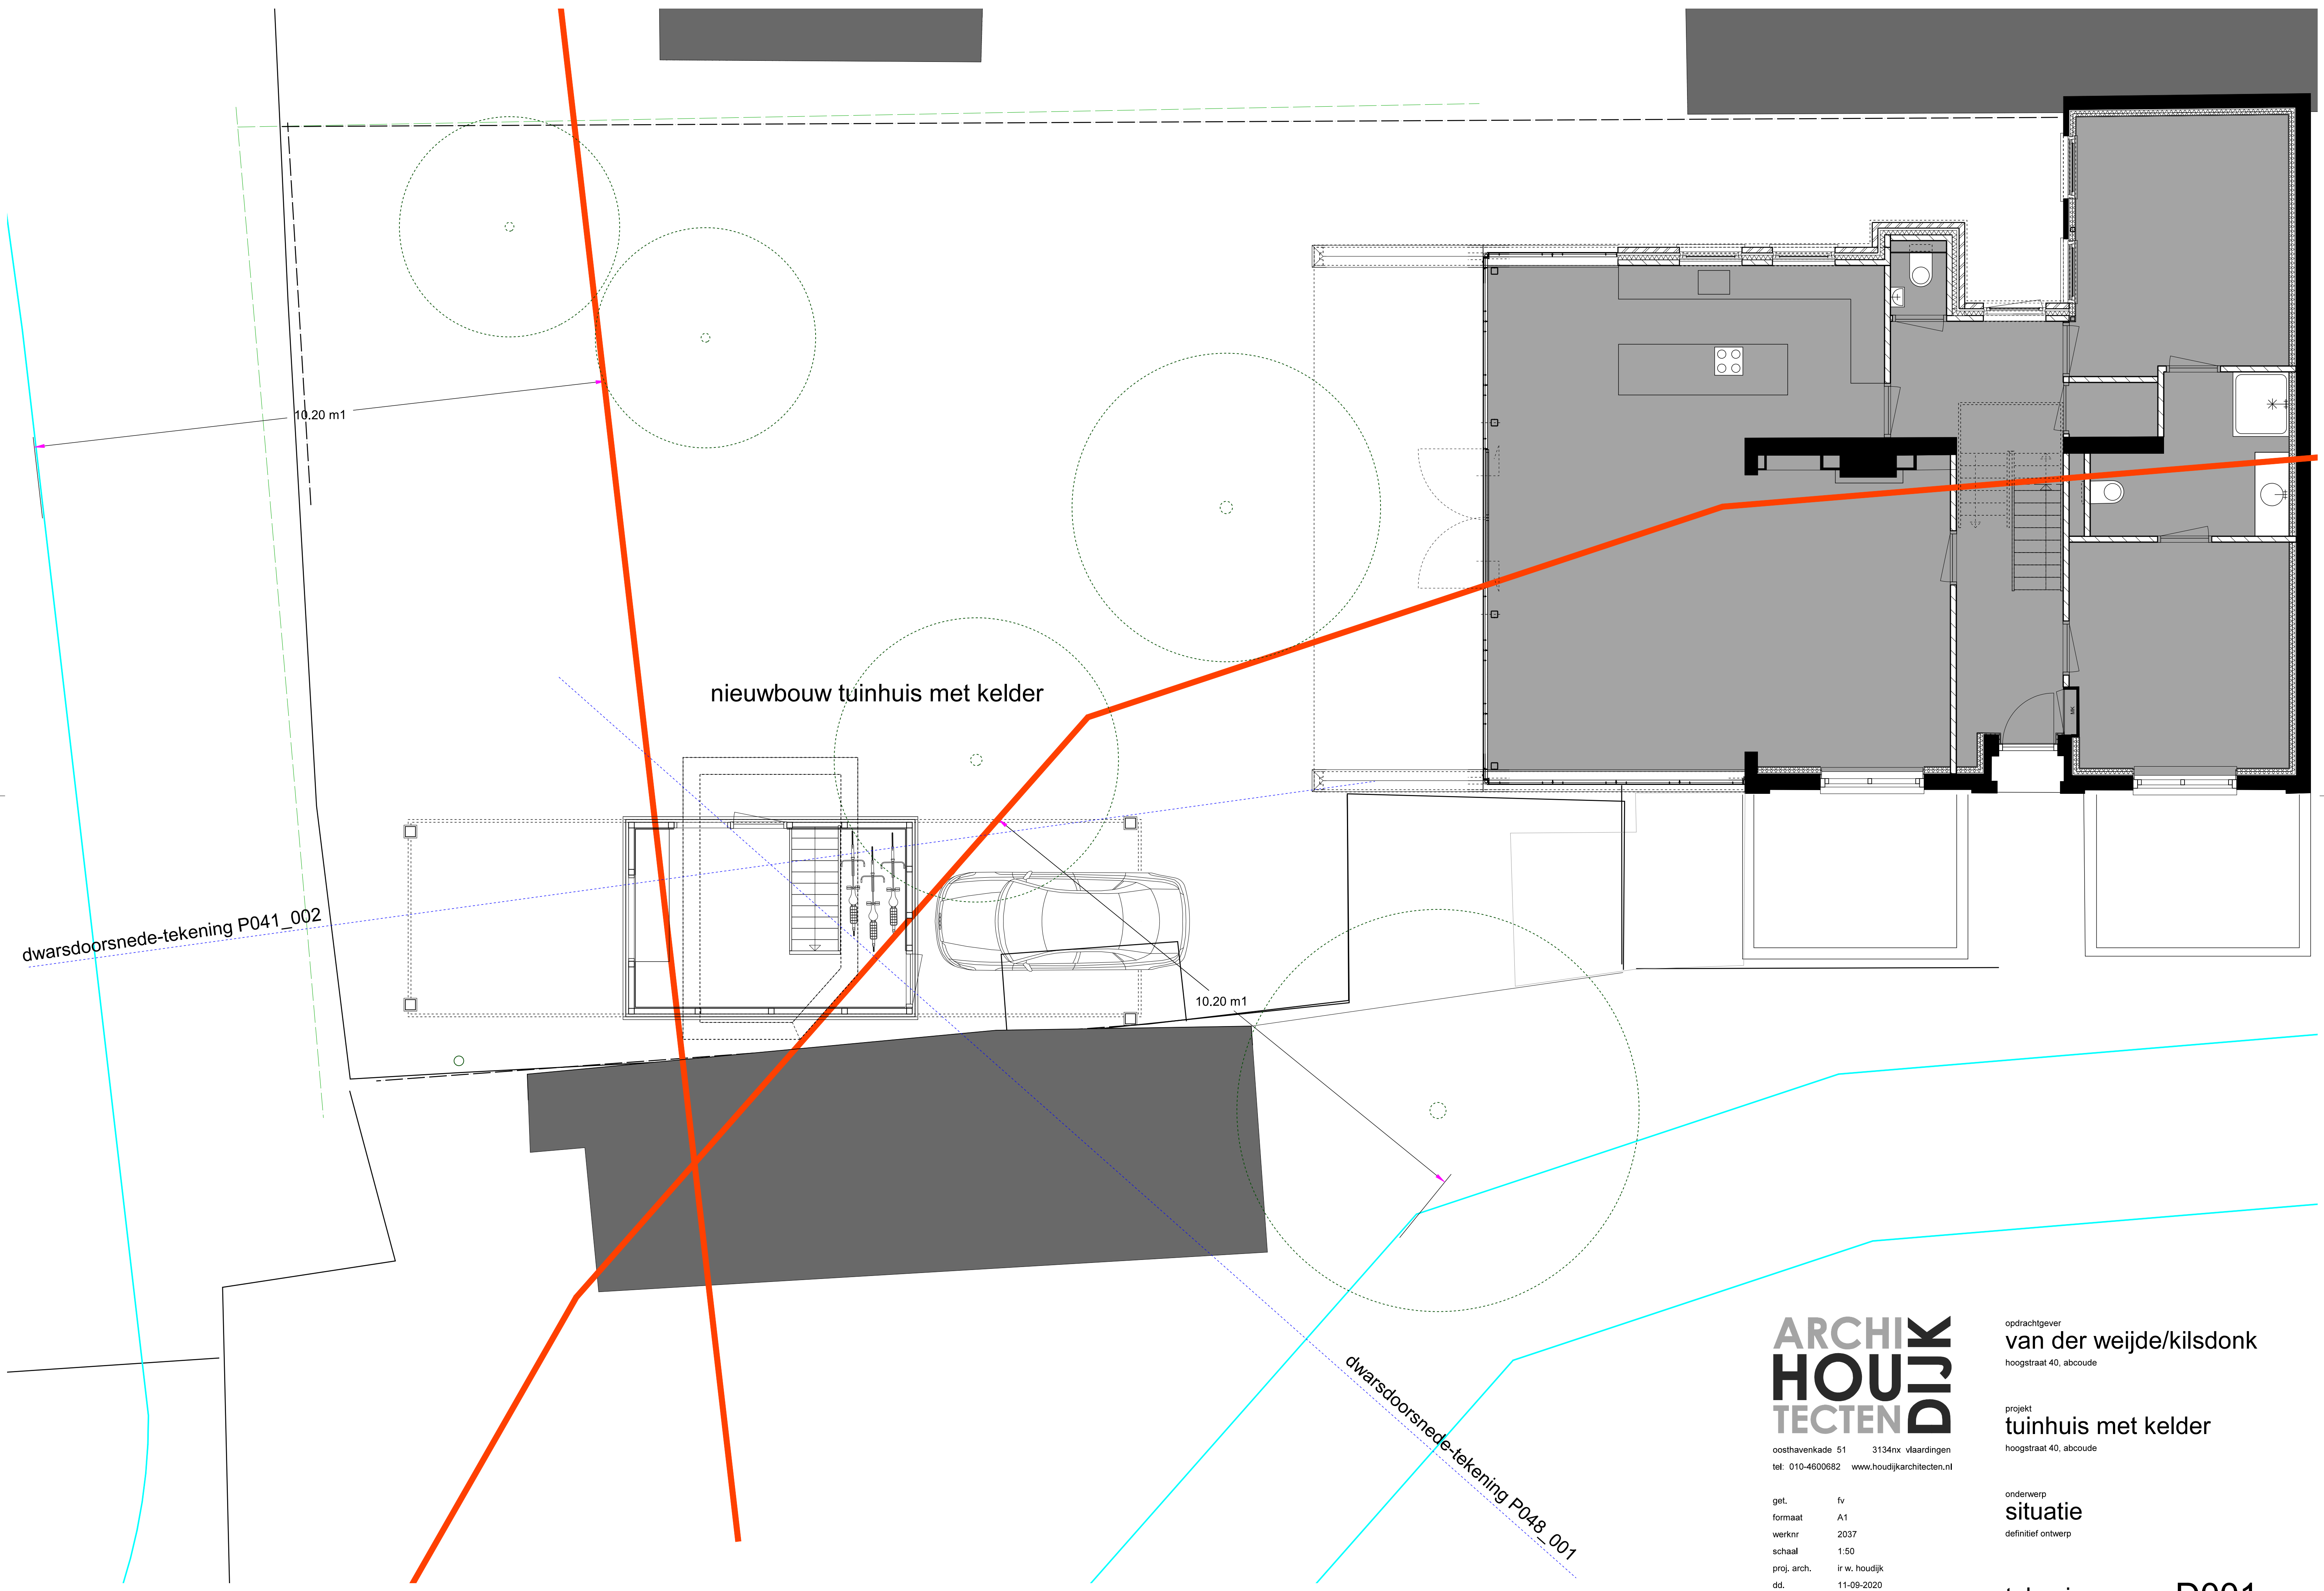 10.20 m1
nieuwbouw tuinhuis met kelder
dwarsdoorsnede-tekening P041_002
10.20 m1
dwarsdoorsnede-tekening P048_001
ARCHI
HOU
TECTEN
DIJK
oosthavenkade 51 3134nx vlaardingen
tel: 010-4600682 www.houdijkarchitecten.nl
get. fv
formaat A1
werknr 2037
schaal 1:50
proj. arch. ir w. houdijk
dd. 11-09-2020
opdrachtgever
van der weijde/kilsdonk
hoogstraat 40, abcoude
projekt
tuinhuis met kelder
hoogstraat 40, abcoude
onderwerp
situatie
definitief ontwerp